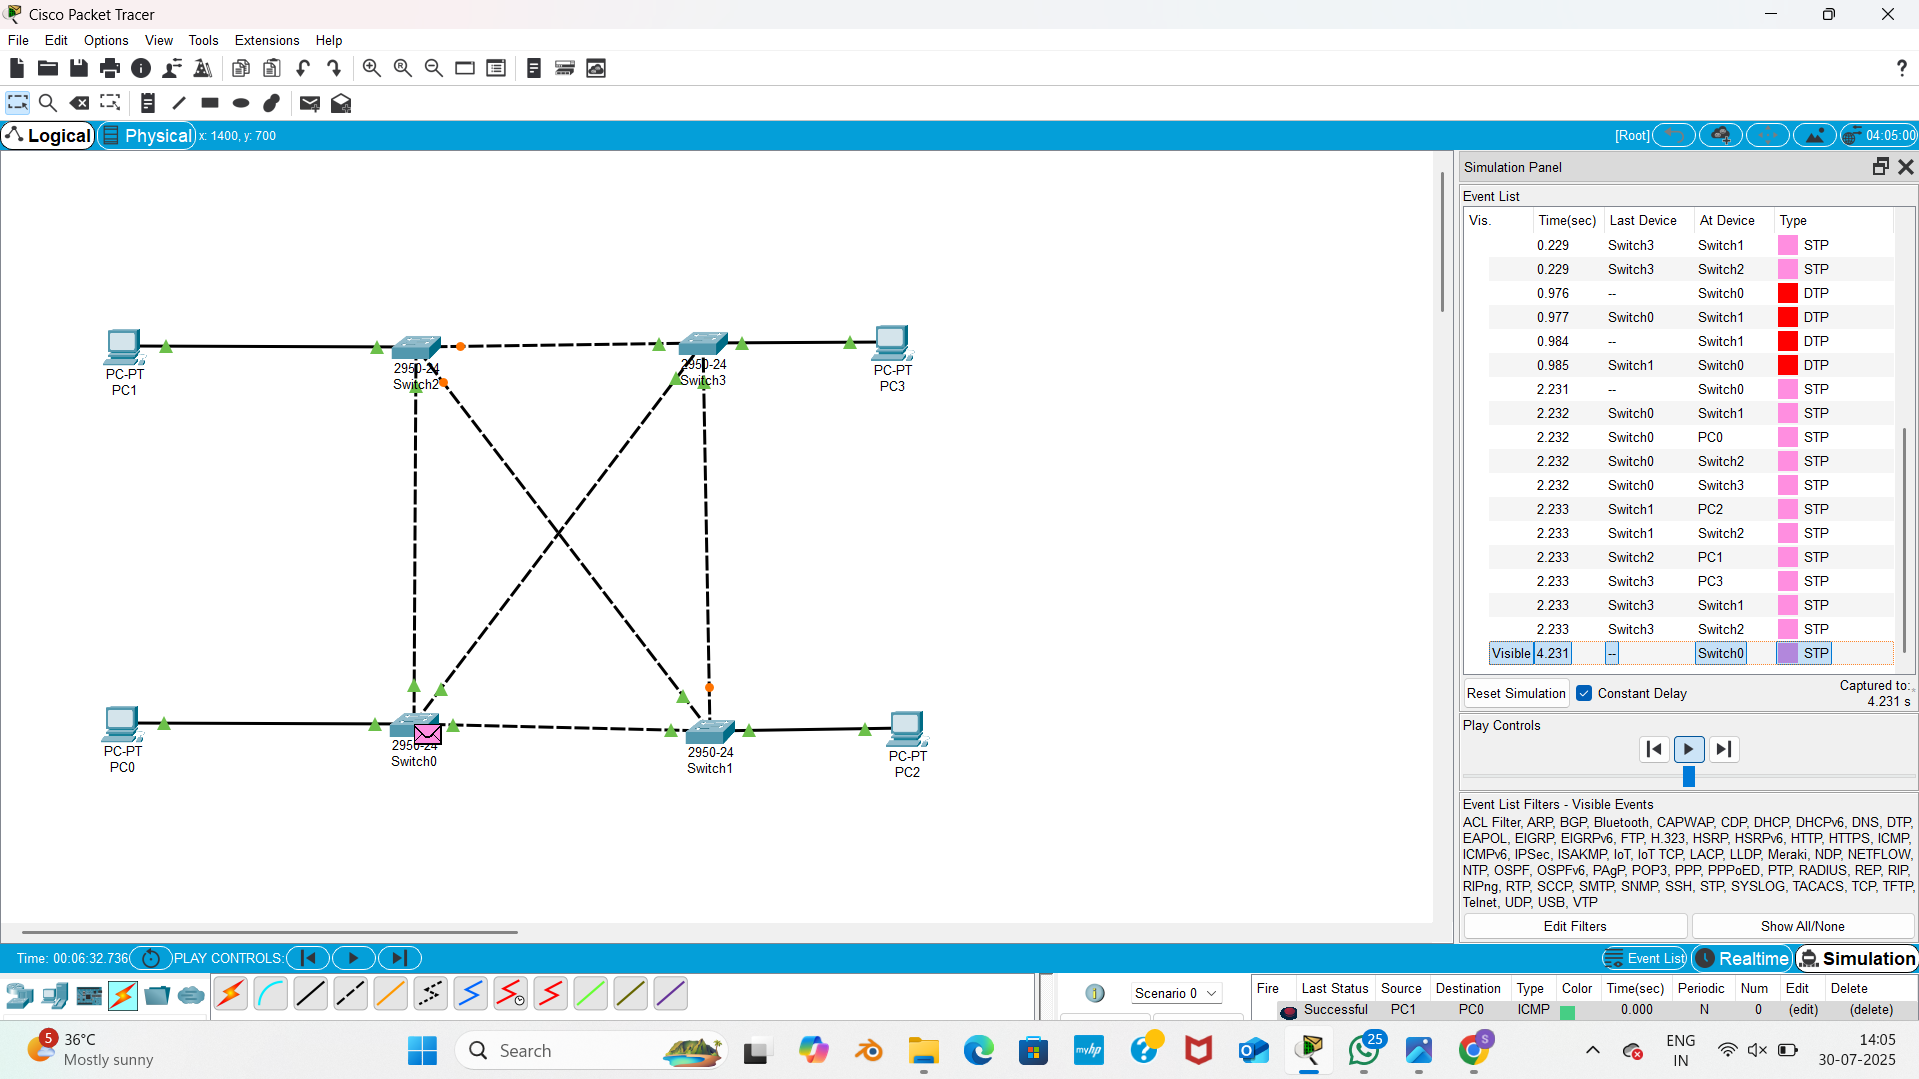 Cisco Packet Tracer
File Edit Options View Tools Extensions Help
Logical Physical x: 1400, y: 700 [Root] 04:05:00
Simulation Panel
Event List
Vis. Time(sec) Last Device At Device Type
0.229 Switch3 Switch1 STP
0.229 Switch3 Switch2 STP
0.976 -- Switch0 DTP
0.977 Switch0 Switch1 DTP
0.984 -- Switch1 DTP
0.985 Switch1 Switch0 DTP
2.231 -- Switch0 STP
2.232 Switch0 Switch1 STP
2.232 Switch0 PC0 STP
2.232 Switch0 Switch2 STP
2.232 Switch0 Switch3 STP
2.233 Switch1 PC2 STP
2.233 Switch1 Switch2 STP
2.233 Switch2 PC1 STP
2.233 Switch3 PC3 STP
2.233 Switch3 Switch1 STP
2.233 Switch3 Switch2 STP
Visible 4.231 -- Switch0 STP
Reset Simulation Constant Delay Captured to:
4.231 s
Play Controls
Event List Filters - Visible Events
ACL Filter, ARP, BGP, Bluetooth, CAPWAP, CDP, DHCP, DHCPv6, DNS, DTP,
EAPOL, EIGRP, EIGRPv6, FTP, H.323, HSRP, HSRPv6, HTTP, HTTPS, ICMP,
ICMPv6, IPSec, ISAKMP, IoT, IoT TCP, LACP, LLDP, Meraki, NDP, NETFLOW,
NTP, OSPF, OSPFv6, PAgP, POP3, PPP, PPPoED, PTP, RADIUS, REP, RIP,
RIPng, RTP, SCCP, SMTP, SNMP, SSH, STP, SYSLOG, TACACS, TCP, TFTP,
Telnet, UDP, USB, VTP
Edit Filters Show All/None
PC-PT
PC1
2950-24
Switch2
2950-24
Switch3
PC-PT
PC3
PC-PT
PC0
2950-24
Switch0
2950-24
Switch1
PC-PT
PC2
Time: 00:06:32.736 PLAY CONTROLS: Event List Realtime Simulation
Scenario 0
Fire Last Status Source Destination Type Color Time(sec) Periodic Num Edit Delete
Successful PC1 PC0 ICMP 0.000 N 0 (edit) (delete)
5
36°C
Mostly sunny
Search
myhp
25
S
ENG
IN
14:05
30-07-2025